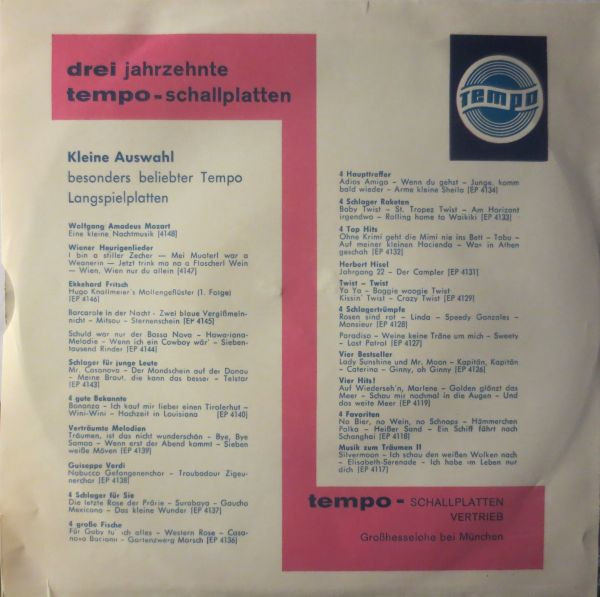 drei jahrzehnte
tempo-schallplatten
Tempo
Kleine Auswahl
besonders beliebter Tempo
Langspielplatten
Wolfgang Amadeus Mozart
Eine kleine Nachtmusik [4148]
Wiener Heurigenlieder
I bin a stiller Zecher — Mei Muaterl war a
Weanerin — Jetzt trink ma no a Flascherl Wein
— Wien, Wien nur du allein [4147]
Ekkehard Fritsch
Hugo Knallmeier's Mollengeflüster (1. Folge)
[EP 4146]
Barcarole in der Nacht - Zwei blaue Vergißmeln-
nicht - Mitsou - Sternenschein [EP 4145]
Schuld war nur der Bossa Nova - Hawaiiana-
Melodie - Wenn ich ein Cowboy wär' - Sieben-
tausend Rinder [EP 4144]
Schlager für junge Leute
Mr. Casanova - Der Mondschein auf der Donau
- Meine Braut, die kann das besser - Telstar
[EP 4143]
4 gute Bekannte
Bonanza - Ich kauf mir lieber einen Tirolerhut -
Wini-Wini - Hochzeit in Louisiana [EP 4140]
Verträumte Melodien
Träumen, ist das nicht wunderschön - Bye, Bye
Samoa - Wenn erst der Abend kommt - Sieben
weiße Möven [EP 4139]
Guiseppe Verdi
Nabucco Gefangenenchor - Troubadour Zigeu-
nerchor [EP 4138]
4 Schlager für Sie
Die letzte Rose der Prärie - Surabaya - Gaucho
Mexicano - Das kleine Wunder [EP 4137]
4 große Fische
Für Gaby tu ich alles - Western Rose - Casa-
nova Baciami - Gartenzwerg Marsch [EP 4136]
4 Haupttreffer
Adios Amigo - Wenn du gehst - Junge, komm
bald wieder - Arme kleine Sheila [EP 4134]
4 Schlager Raketen
Baby Twist - St. Tropez Twist - Am Horizont
irgendwo - Rolling home to Waikiki [EP 4133]
4 Top Hits
Ohne Krimi geht die Mimi nie ins Bett - Tabu -
Auf meiner kleinen Hacienda - Was in Athen
geschah [EP 4132]
Herbert Hisel
Jahrgang 22 - Der Campler [EP 4131]
Twist - Twist
Ya Ya - Boggie woogie Twist
Kissin' Twist - Crazy Twist [EP 4129]
4 Schlagertrümpfe
Rosen sind rot - Linda - Speedy Gonzales -
Monsieur [EP 4128]
Paradiso - Weine keine Träne um mich - Sweety
- Last Patrol [EP 4127]
Vier Bestseller
Lady Sunshine und Mr. Moon - Kapitän, Kapitän
- Caterina - Ginny, oh Ginny [EP 4126]
Vier Hits!
Auf Wiederseh'n, Marlene - Golden glänzt das
Meer - Schau mir nochmal in die Augen - Und
das weite Meer [EP 4119]
4 Favoriten
No Bier, no Wein, no Schnaps - Hämmerchen
Polka - Heißer Sand - Ein Schiff fährt nach
Schanghai [EP 4118]
Musik zum Träumen II
Silvermoon - Ich schau den weißen Wolken nach
- Elisabeth-Serenade - Ich habe im Leben nur
dich [EP 4117]
tempo - SCHALLPLATTEN
VERTRIEB
Großhesselohe bei München